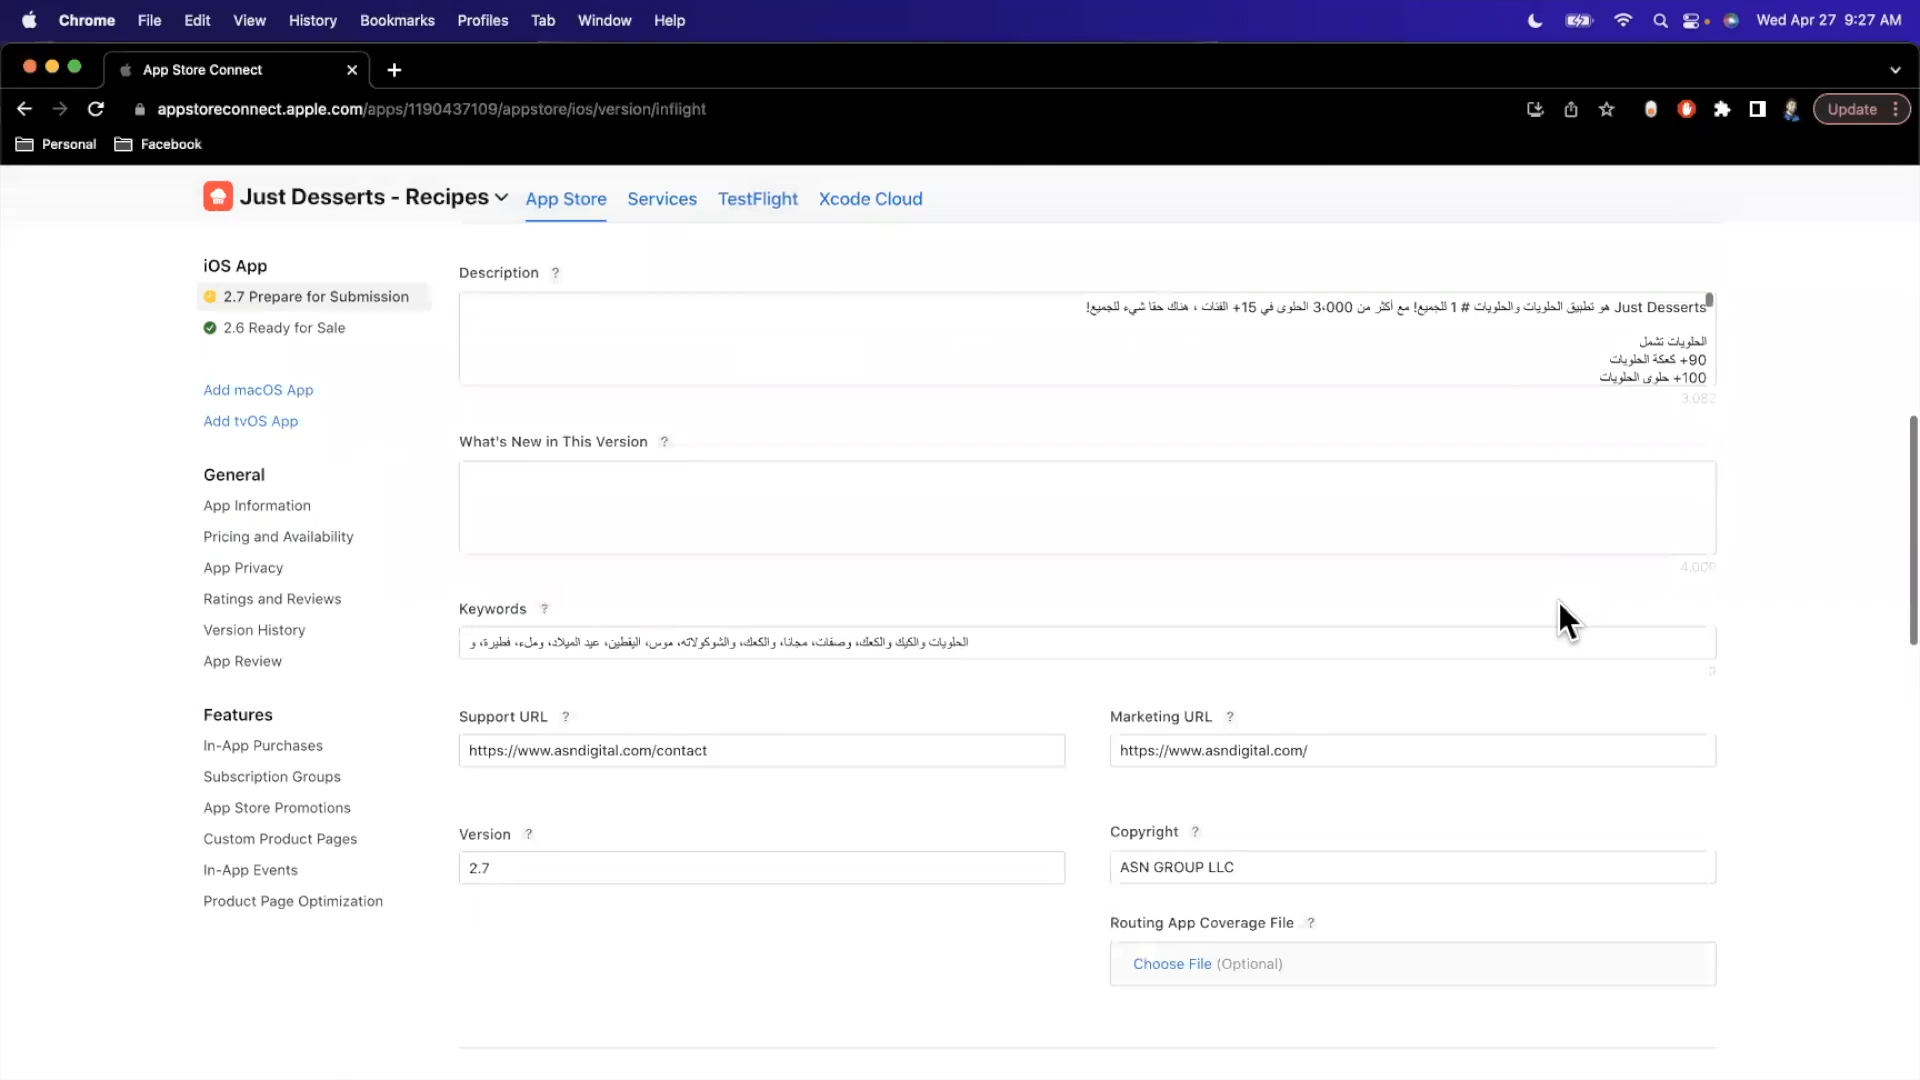 Chrome File Edit View History Bookmarks Profiles Tab Window Help Wed Apr 27 9:27 AM
App Store Connect
appstoreconnect.apple.com/apps/1190437109/appstore/ios/version/inflight Update
Personal Facebook
Just Desserts - Recipes App Store Services TestFlight Xcode Cloud
iOS App
2.7 Prepare for Submission
2.6 Ready for Sale
Add macOS App
Add tvOS App
General
App Information
Pricing and Availability
App Privacy
Ratings and Reviews
Version History
App Review
Features
In-App Purchases
Subscription Groups
App Store Promotions
Custom Product Pages
In-App Events
Product Page Optimization
Description ?
Just Desserts هو تطبيق الحلويات والحلويات # 1 للجميع! مع أكثر من 3،000 الحلوى في 15+ الفئات ، هناك حقا شيء للجميع!
الحلويات تشمل
90+ كعكة الحلويات
100+ حلوى الحلويات
3,082
What's New in This Version ?
4,000
Keywords ?
الحلويات والكيك والكعك، وصفات، مجانا، والكعك، والشوكولاته، موس، اليقطين، عيد الميلاد، وملء، فطيرة، و
0
Support URL ?
https://www.asndigital.com/contact
Marketing URL ?
https://www.asndigital.com/
Version ?
2.7
Copyright ?
ASN GROUP LLC
Routing App Coverage File ?
Choose File (Optional)